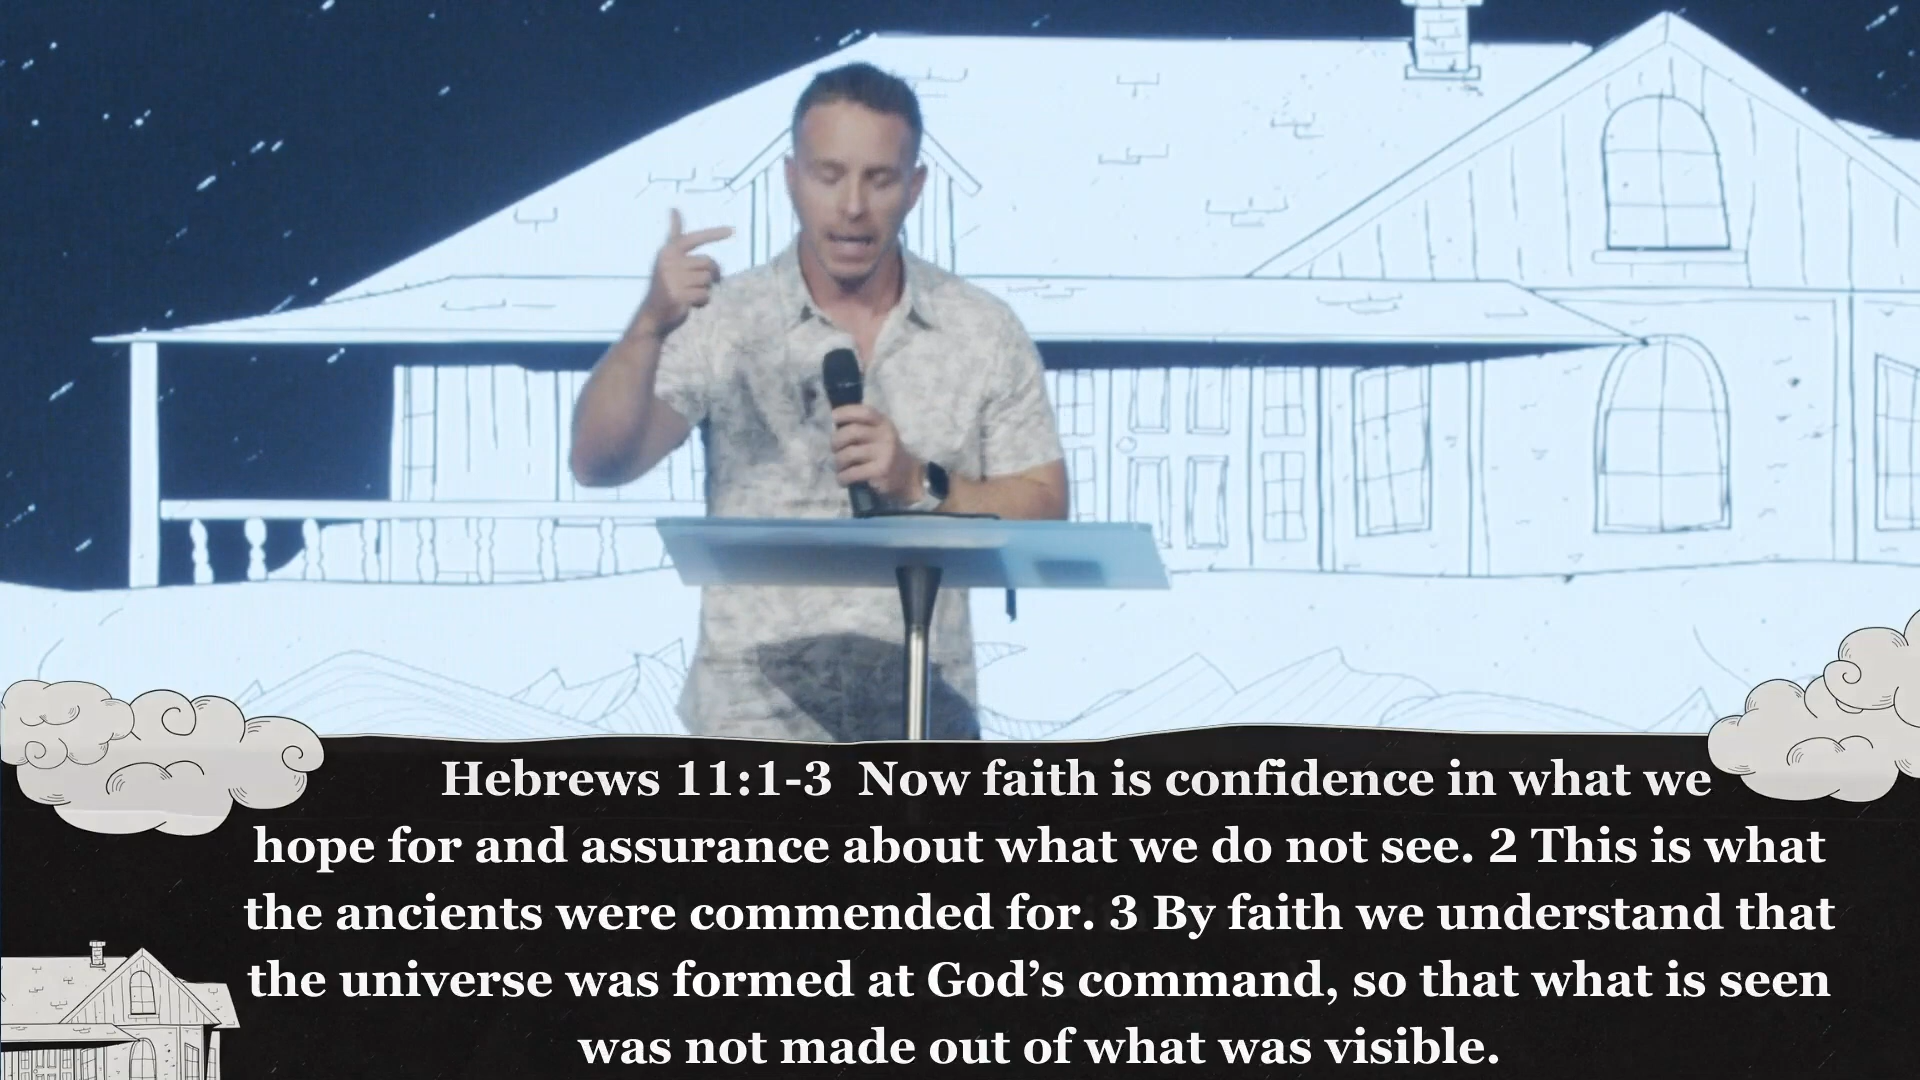 Hebrews 11:1-3  Now faith is confidence in what we
hope for and assurance about what we do not see. 2 This is what
the ancients were commended for. 3 By faith we understand that
the universe was formed at God’s command, so that what is seen
was not made out of what was visible.